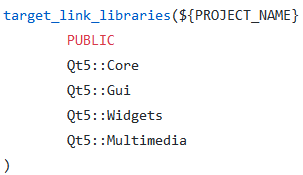 target_link_libraries(${PROJECT_NAME}
PUBLIC
Qt5::Core
Qt5::Gui
Qt5::Widgets
Qt5::Multimedia
)